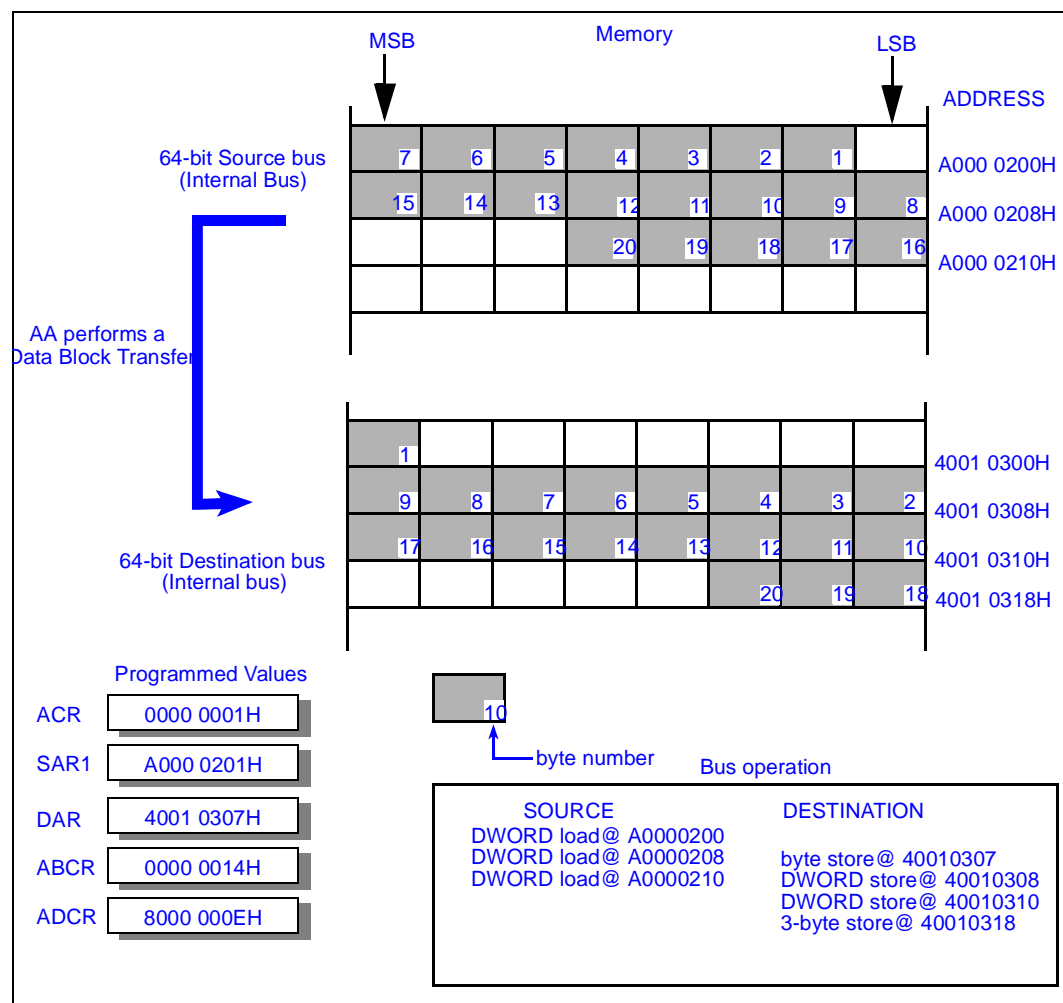 MSB Memory LSB
ADDRESS
64-bit Source bus
(Internal Bus)
7 6 5 4 3 2 1 A000 0200H
15 14 13 12 11 10 9 8 A000 0208H
20 19 18 17 16 A000 0210H
AA performs a
Data Block Transfer
1 4001 0300H
9 8 7 6 5 4 3 2 4001 0308H
17 16 15 14 13 12 11 10 4001 0310H
64-bit Destination bus
(Internal bus)
20 19 18 4001 0318H
Programmed Values
ACR 0000 0001H
SAR1 A000 0201H
DAR 4001 0307H
ABCR 0000 0014H
ADCR 8000 000EH
10
byte number
Bus operation
SOURCE
DWORD load@ A0000200
DWORD load@ A0000208
DWORD load@ A0000210
DESTINATION
byte store@ 40010307
DWORD store@ 40010308
DWORD store@ 40010310
3-byte store@ 40010318